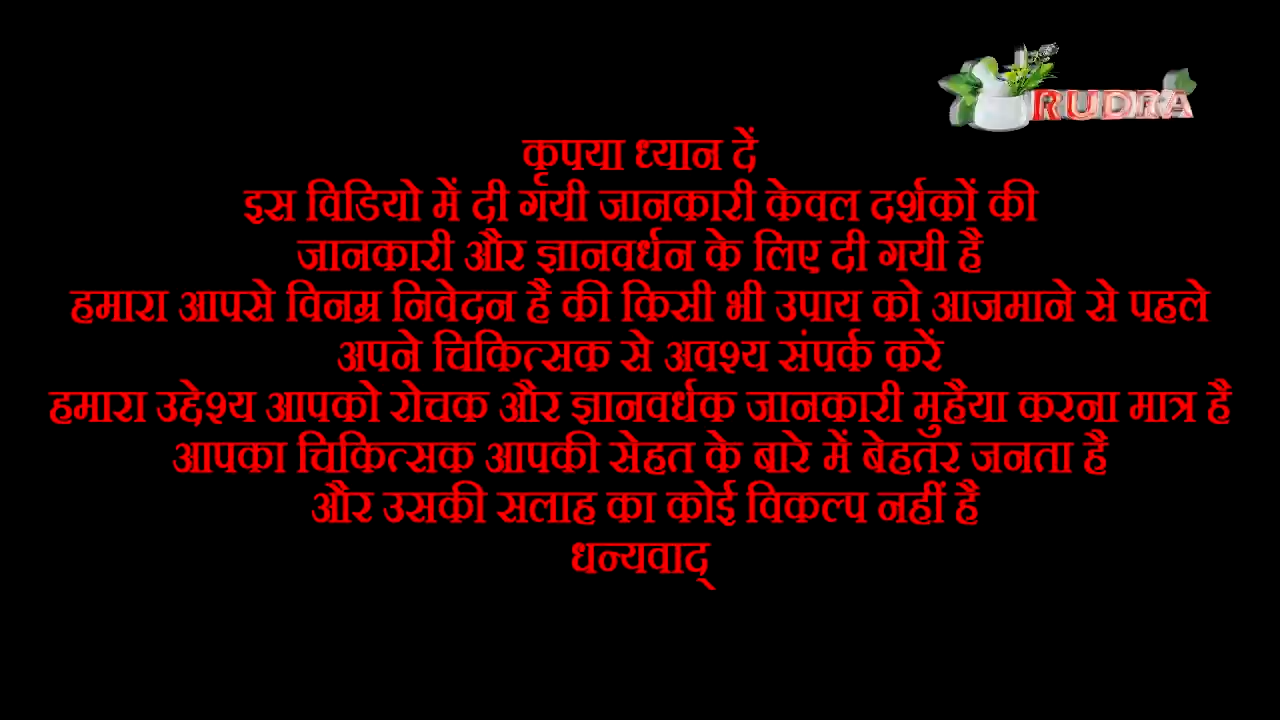 RUDRA
कृपया ध्यान दें
इस विडियो में दी गयी जानकारी केवल दर्शकों की
जानकारी और ज्ञानवर्धन के लिए दी गयी है
हमारा आपसे विनम्र निवेदन है की किसी भी उपाय को आजमाने से पहले
अपने चिकित्सक से अवश्य संपर्क करें
हमारा उद्देश्य आपको रोचक और ज्ञानवर्धक जानकारी मुहैया करना मात्र है
आपका चिकित्सक आपकी सेहत के बारे में बेहतर जनता है
और उसकी सलाह का कोई विकल्प नहीं है
धन्यवाद्